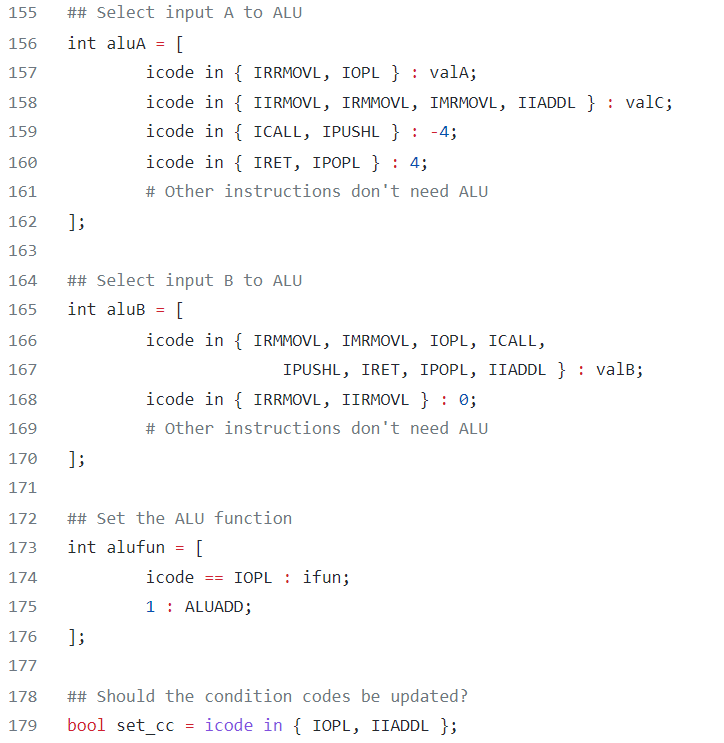 155 ## Select input A to ALU
156 int aluA = [
157 icode in { IRRMOVL, IOPL } : valA;
158 icode in { IIRMOVL, IRMMOVL, IMRMOVL, IIADDL } : valC;
159 icode in { ICALL, IPUSHL } : -4;
160 icode in { IRET, IPOPL } : 4;
161 # Other instructions don't need ALU
162 ];
163
164 ## Select input B to ALU
165 int aluB = [
166 icode in { IRMMOVL, IMRMOVL, IOPL, ICALL,
167 IPUSHL, IRET, IPOPL, IIADDL } : valB;
168 icode in { IRRMOVL, IIRMOVL } : 0;
169 # Other instructions don't need ALU
170 ];
171
172 ## Set the ALU function
173 int alufun = [
174 icode == IOPL : ifun;
175 1 : ALUADD;
176 ];
177
178 ## Should the condition codes be updated?
179 bool set_cc = icode in { IOPL, IIADDL };